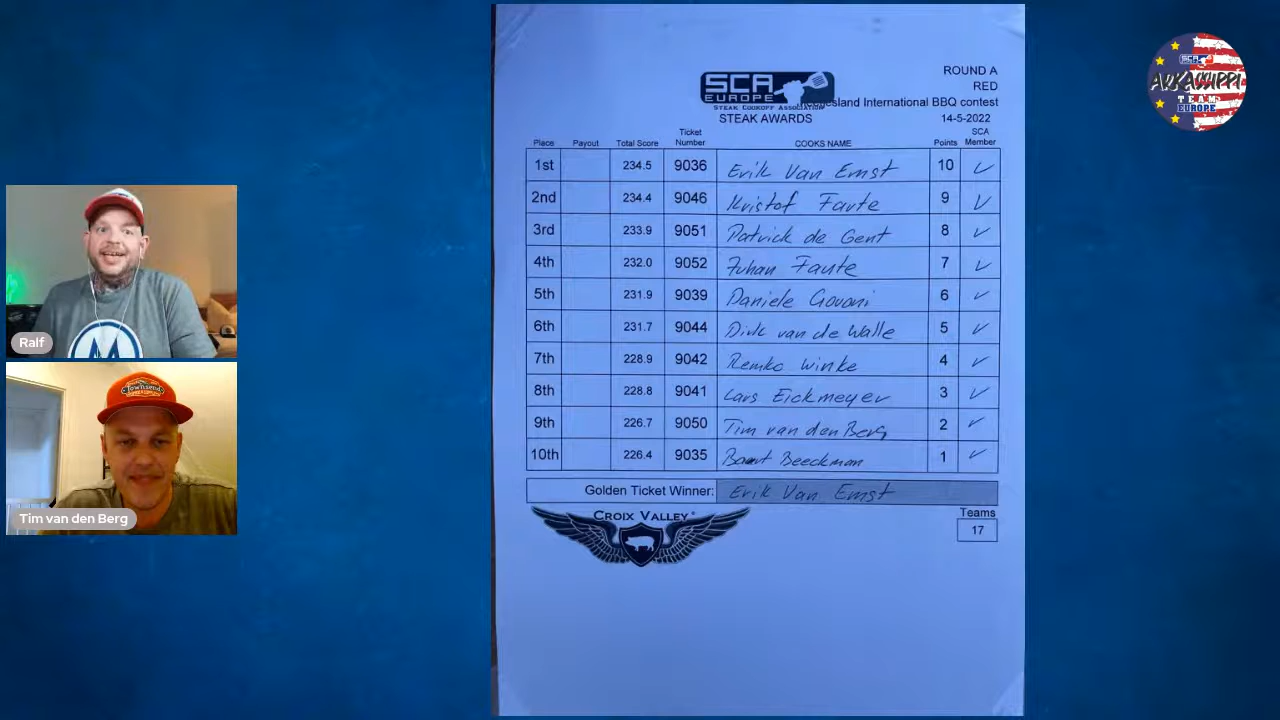 ROUND A
RED
SCA
EUROPE
STEAK COOKOFF ASSOCIATION
International BBQ contest
STEAK AWARDS
14-5-2022
Place Payout Total Score Ticket Number COOKS NAME Points SCA Member
1st 234.5 9036 Erik Van Emst 10 ✓
2nd 234.4 9046 Kristof Faute 9 ✓
3rd 233.9 9051 Patrick de Gent 8 ✓
4th 232.0 9052 Faute 7 ✓
5th 231.9 9039 Daniele Govoni 6 ✓
6th 231.7 9044 Dirk van de Walle 5 ✓
7th 228.9 9042 Remko Winke 4 ✓
8th 228.8 9041 Lars Eickmeyer 3 ✓
9th 226.7 9050 Tim van den Berg 2 ✓
10th 226.4 9035 Beeckman 1 ✓
Golden Ticket Winner: Erik Van Emst
CROIX VALLEY
Teams
17
SCA
ARKASSIPPI
TEAM
EUROPE
Ralf
TOWNSEND
Tim van den Berg